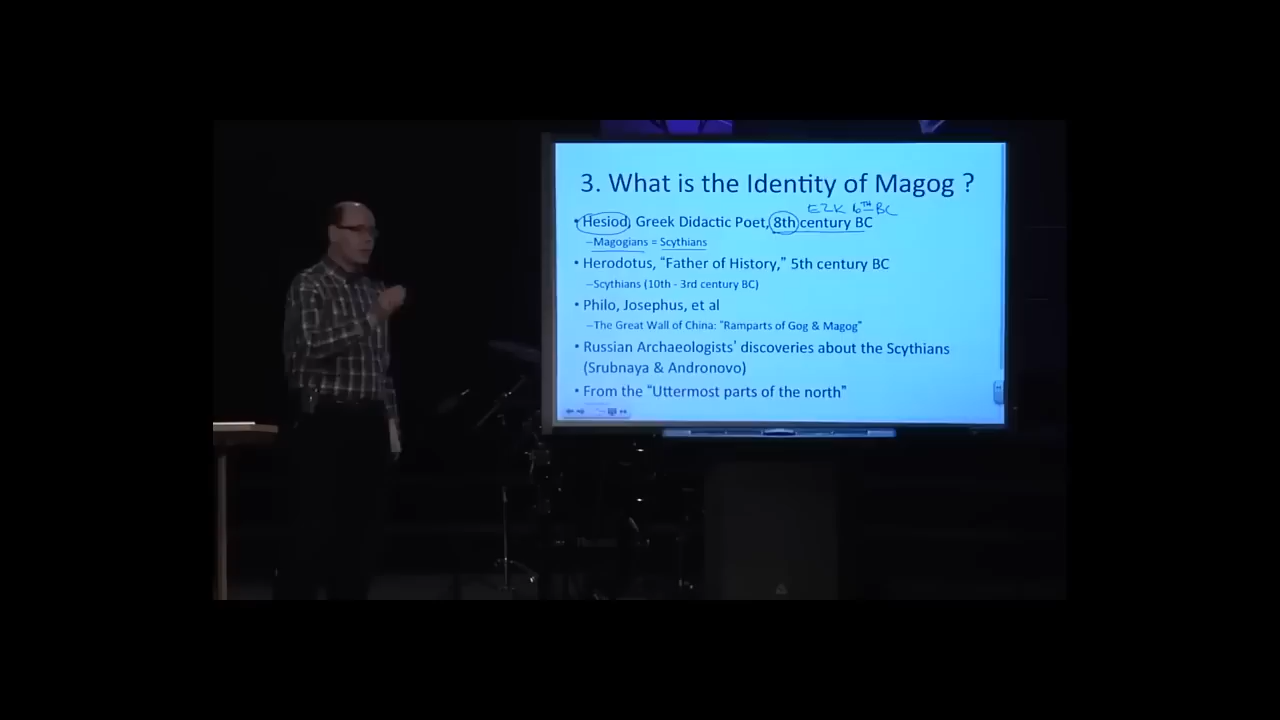 3. What is the Identity of Magog ?
EZK 6TH BC
• Hesiod, Greek Didactic Poet, 8th century BC
–Magogians = Scythians
• Herodotus, “Father of History,” 5th century BC
–Scythians (10th - 3rd century BC)
• Philo, Josephus, et al
–The Great Wall of China: “Ramparts of Gog & Magog”
• Russian Archaeologists' discoveries about the Scythians
(Srubnaya & Andronovo)
• From the “Uttermost parts of the north”